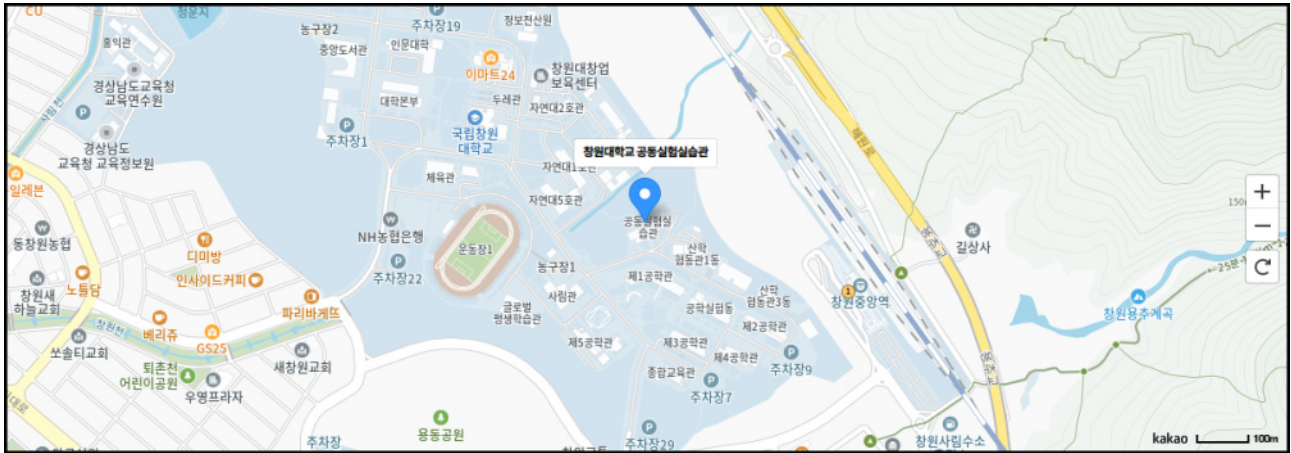 CU
정운지
홍익관
경상남도교육청
교육연수원
사림천
경상남도
교육청 교육정보원
일레븐
동창원농협
창원새
하늘교회
노틀담
디미방
인사이드커피
파리바게뜨
베리쥬
GS25
창원천
쏘솔티교회
퇴촌천
어린이공원
우영프라자
새창원교회
주차장
용동공원
농구장2
중앙도서관
주차장19
인문대학
정보전산원
이마트24
창원대창업
보육센터
대학본부
두레관
자연대2호관
주차장1
국립창원
대학교
창원대학교 공동실험실습관
자연대1호관
체육관
자연대5호관
공동실험실
습관
NH농협은행
주차장22
운동장1
농구장1
산학
협동관1동
제1공학관
글로벌
평생학습관
사림관
공학실험동
산학
협동관3동
제2공학관
제5공학관
제3공학관
제4공학관
종합교육관
주차장9
주차장7
주차장29
1
창원중앙역
길상사
창원용추계곡
창원사림수소
150
25분
kakao
100m